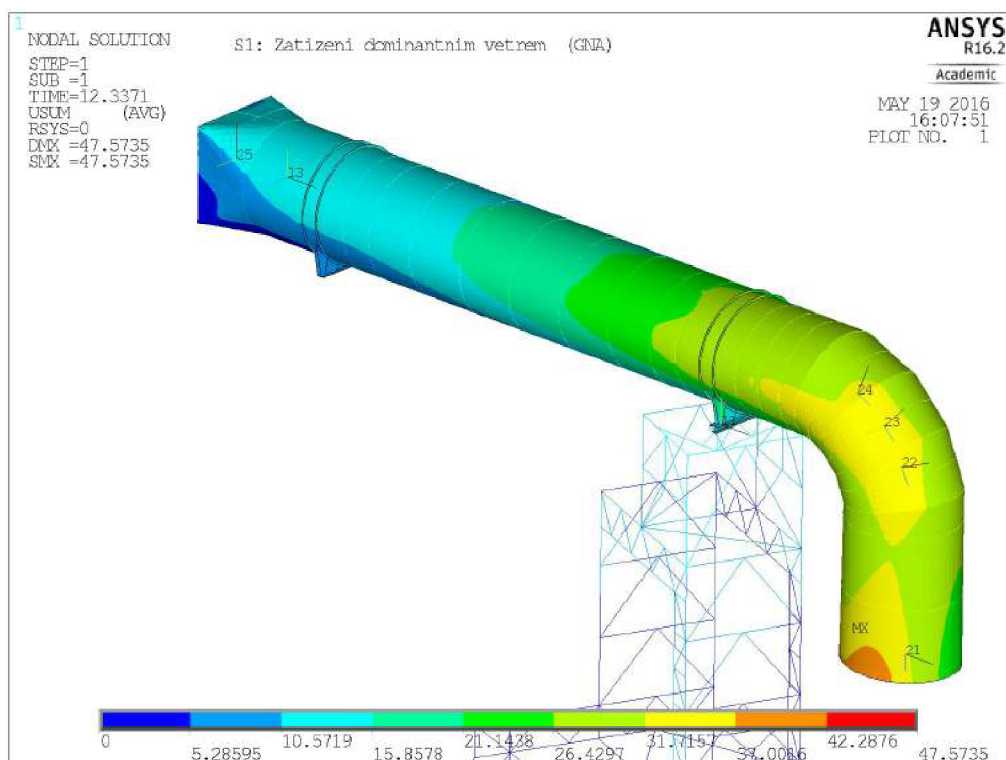 1
NODAL SOLUTION
STEP=1
SUB =1
TIME=12.3371
USUM (AVG)
RSYS=0
DMX =47.5735
SMX =47.5735
S1: Zatizeni dominantnim vetrem (GNA)
ANSYS
R16.2
Academic
MAY 19 2016
16:07:51
PLOT NO. 1
25
13
24
23
22
MX
21
0
5.28595
10.5719
15.8578
21.1438
26.4297
31.7157
37.0016
42.2876
47.5735